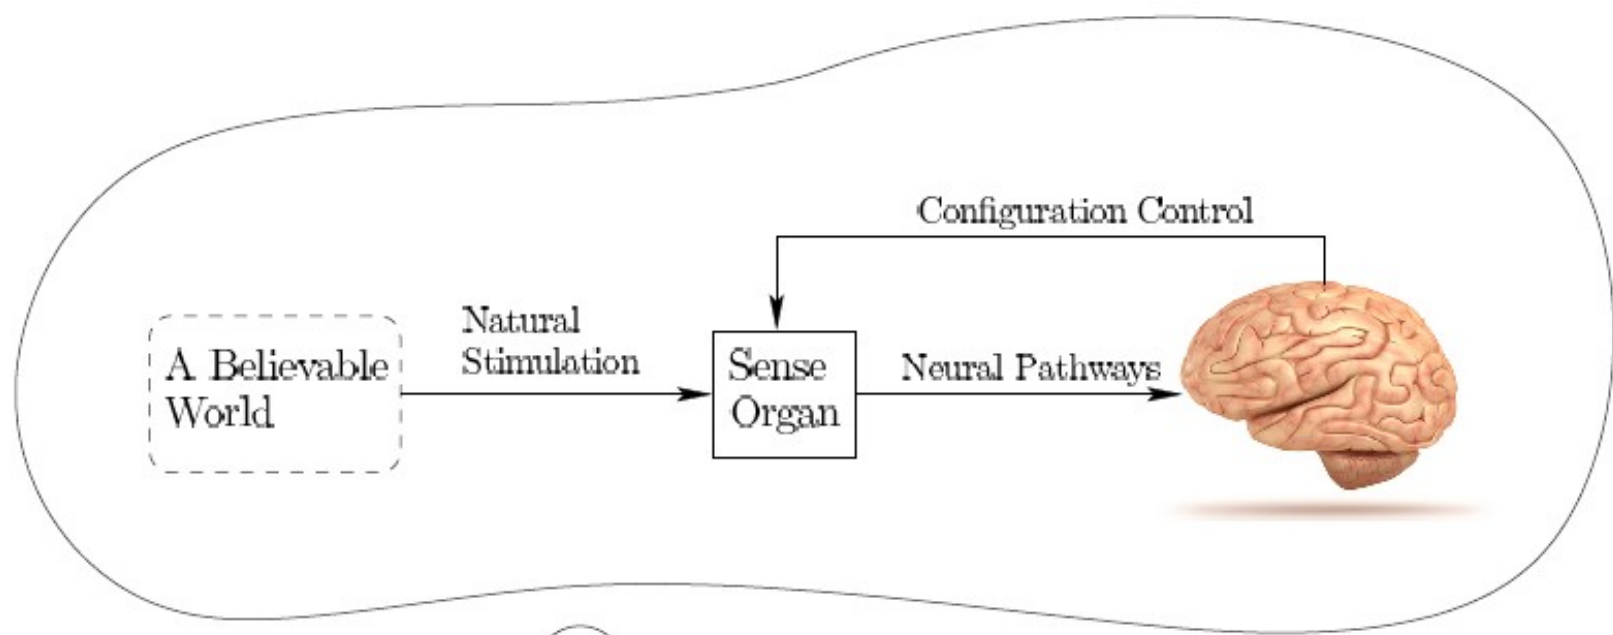 Configuration Control
Natural
Stimulation
A Believable
World
Sense
Organ
Neural Pathways